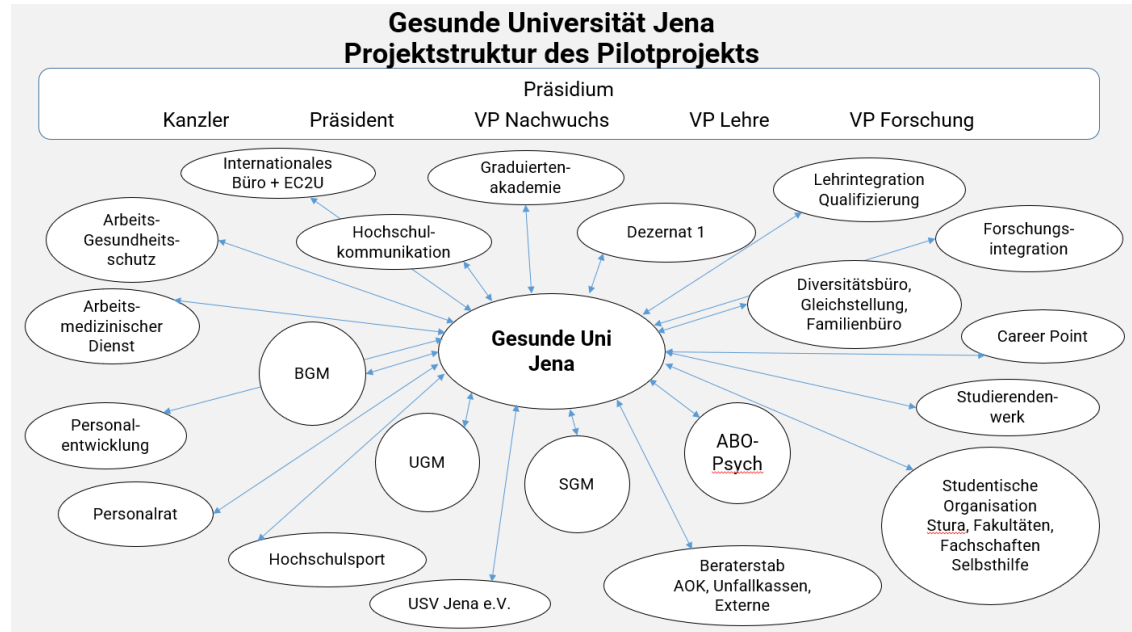 Gesunde Universität Jena
Projektstruktur des Pilotprojekts
Präsidium
Kanzler Präsident VP Nachwuchs VP Lehre VP Forschung
Internationales
Büro + EC2U
Graduierten-
akademie
Lehrintegration
Qualifizierung
Arbeits-
Gesundheits-
schutz
Hochschul-
kommunikation
Dezernat 1
Forschungs-
integration
Arbeits-
medizinischer
Dienst
Diversitätsbüro,
Gleichstellung,
Familienbüro
Gesunde Uni
Jena
Career Point
BGM
Personal-
entwicklung
Studierenden-
werk
UGM
SGM
ABO-
Psych
Personalrat
Studentische
Organisation
Stura, Fakultäten,
Fachschaften
Selbsthilfe
Hochschulsport
Beraterstab
AOK, Unfallkassen,
Externe
USV Jena e.V.